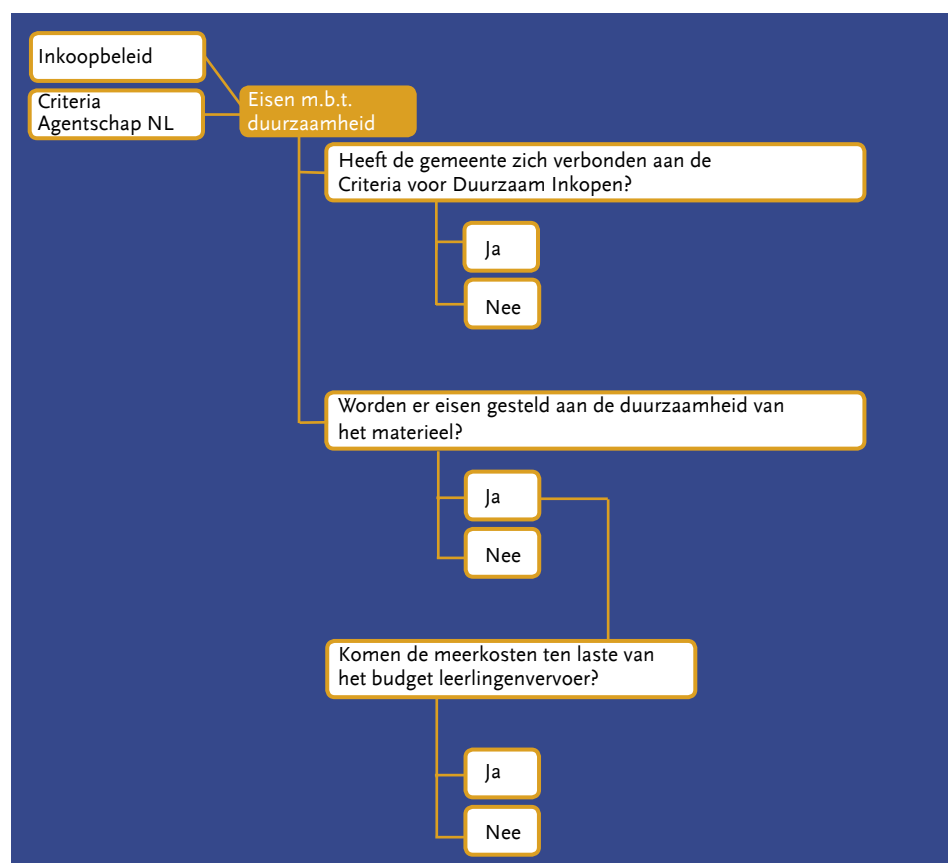 Inkoopbeleid
Criteria
Agentschap NL
Eisen m.b.t.
duurzaamheid
Heeft de gemeente zich verbonden aan de
Criteria voor Duurzaam Inkopen?
Ja
Nee
Worden er eisen gesteld aan de duurzaamheid van
het materieel?
Ja
Nee
Komen de meerkosten ten laste van
het budget leerlingenvervoer?
Ja
Nee